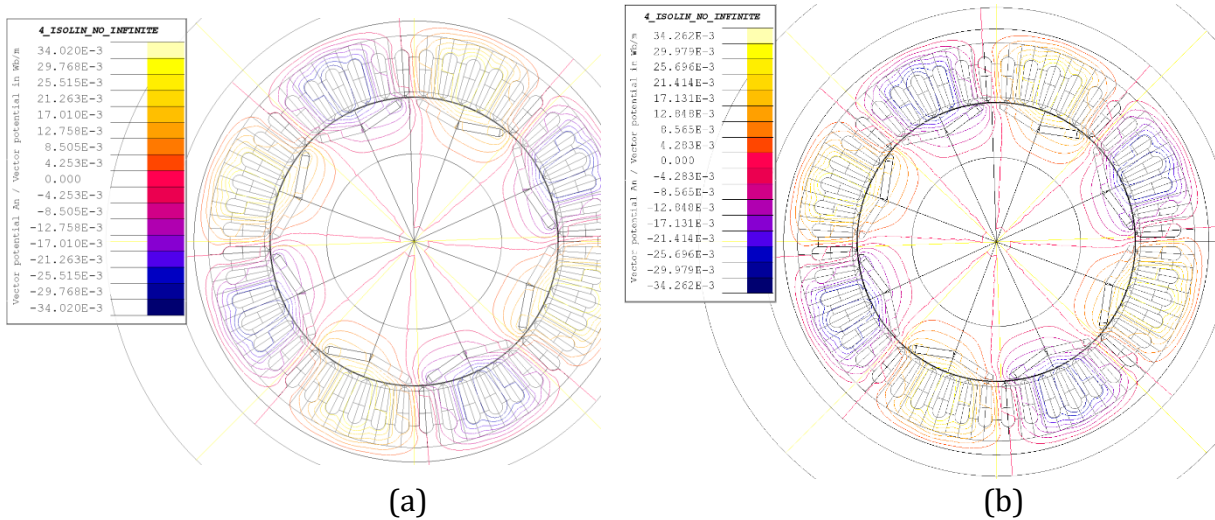 4_ISOLIN_NO_INFINITE
Vector potential An / Vector potential in Wb/m
34.020E-3
29.768E-3
25.515E-3
21.263E-3
17.010E-3
12.758E-3
8.505E-3
4.253E-3
0.000
-4.253E-3
-8.505E-3
-12.758E-3
-17.010E-3
-21.263E-3
-25.515E-3
-29.768E-3
-34.020E-3
(a)
4_ISOLIN_NO_INFINITE
Vector potential An / Vector potential in Wb/m
34.262E-3
29.979E-3
25.696E-3
21.414E-3
17.131E-3
12.848E-3
8.565E-3
4.283E-3
0.000
-4.283E-3
-8.565E-3
-12.848E-3
-17.131E-3
-21.414E-3
-25.696E-3
-29.979E-3
-34.262E-3
(b)